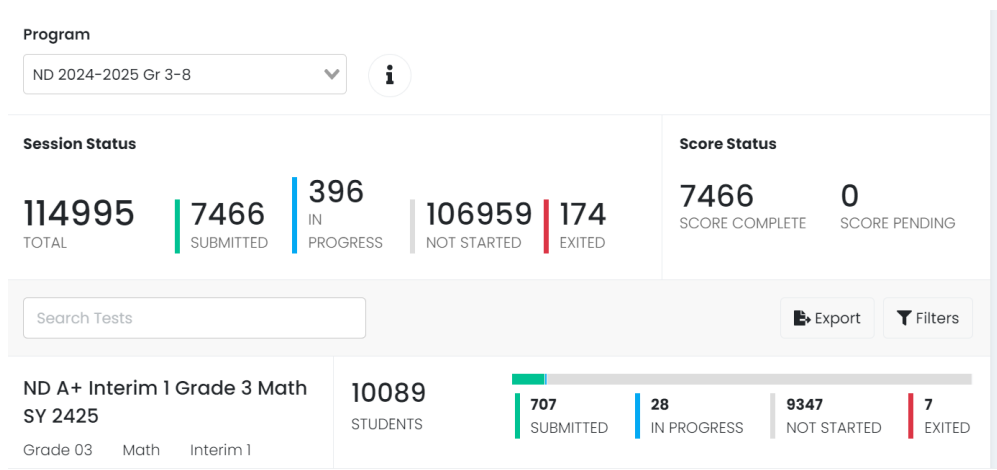 Program
ND 2024-2025 Gr 3-8
i
Session Status
114995
TOTAL
7466
SUBMITTED
396
IN
PROGRESS
106959
NOT STARTED
174
EXITED
Score Status
7466
SCORE COMPLETE
0
SCORE PENDING
Search Tests
Export
Filters
ND A+ Interim 1 Grade 3 Math
SY 2425
Grade 03 Math Interim 1
10089
STUDENTS
707
SUBMITTED
28
IN PROGRESS
9347
NOT STARTED
7
EXITED